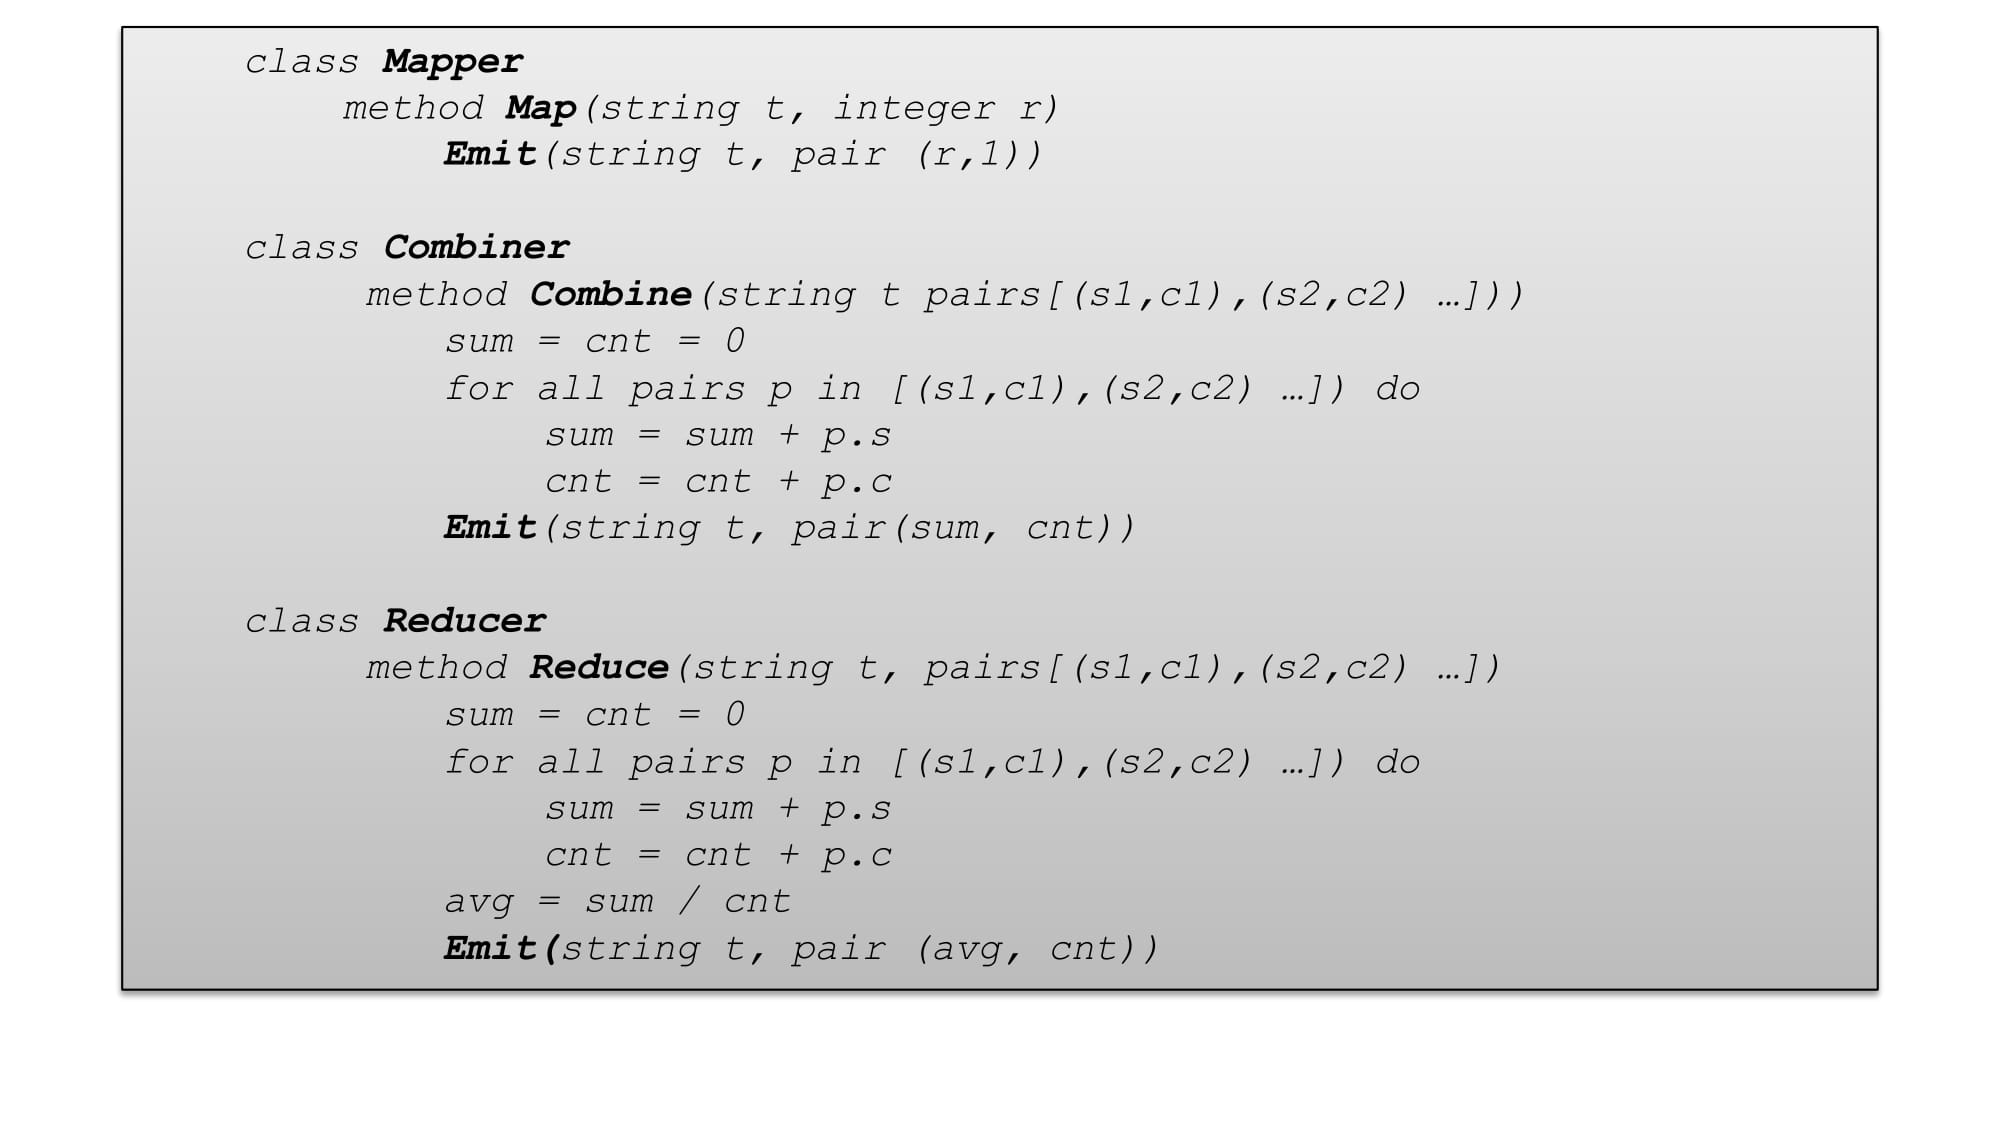 class Mapper
method Map(string t, integer r)
Emit(string t, pair (r,1))
class Combiner
method Combine(string t pairs[(s1,c1),(s2,c2) …]))
sum = cnt = 0
for all pairs p in [(s1,c1),(s2,c2) …]) do
sum = sum + p.s
cnt = cnt + p.c
Emit(string t, pair(sum, cnt))
class Reducer
method Reduce(string t, pairs[(s1,c1),(s2,c2) …])
sum = cnt = 0
for all pairs p in [(s1,c1),(s2,c2) …]) do
sum = sum + p.s
cnt = cnt + p.c
avg = sum / cnt
Emit(string t, pair (avg, cnt))